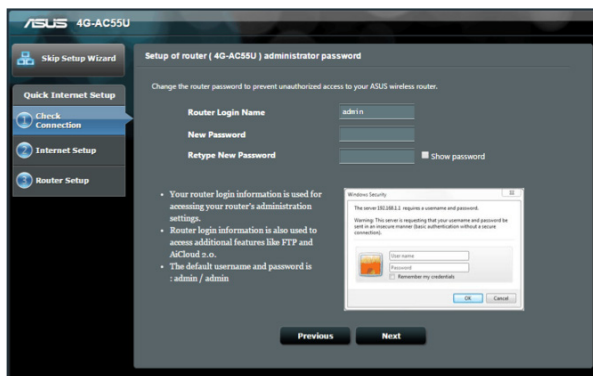 ASUS 4G-AC55U
Skip Setup Wizard
Quick Internet Setup
1 Check
Connection
2 Internet Setup
3 Router Setup
Setup of router ( 4G-AC55U ) administrator password
Change the router password to prevent unauthorized access to your ASUS wireless router.
Router Login Name admin
New Password
Retype New Password Show password
• Your router login information is used for
accessing your router's administration
settings.
• Router login information is also used to
access additional features like FTP and
AiCloud 2.0.
• The default username and password is
: admin / admin
Windows Security
The server 192.168.1.1 requires a username and password.
Warning: This server is requesting that your username and password be
sent in an insecure manner (basic authentication without a secure
connection).
User name
Password
Remember my credentials
OK Cancel
Previous Next